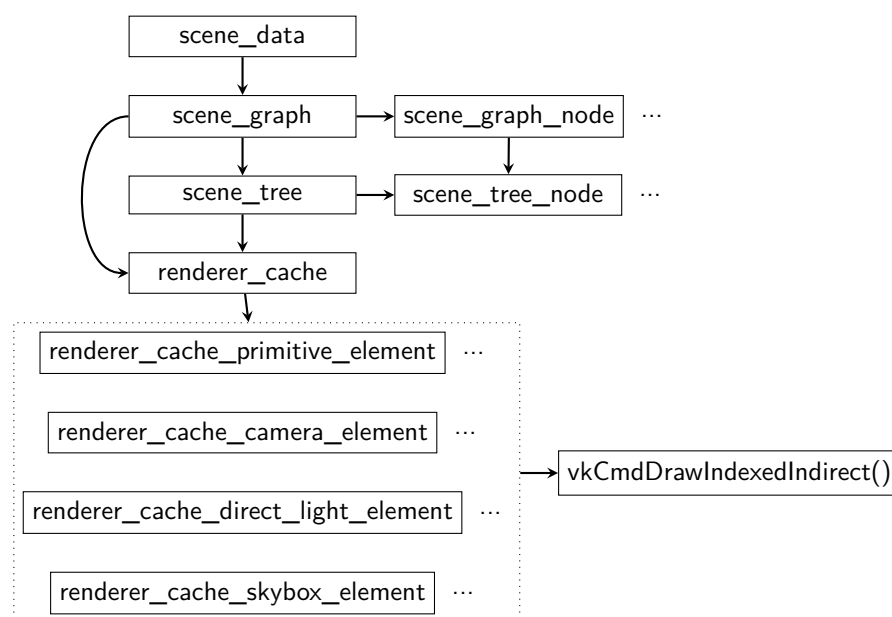 scene_data
scene_graph
scene_graph_node ...
scene_tree
scene_tree_node ...
renderer_cache
renderer_cache_primitive_element ...
renderer_cache_camera_element ...
vkCmdDrawIndexedIndirect()
renderer_cache_direct_light_element ...
renderer_cache_skybox_element ...